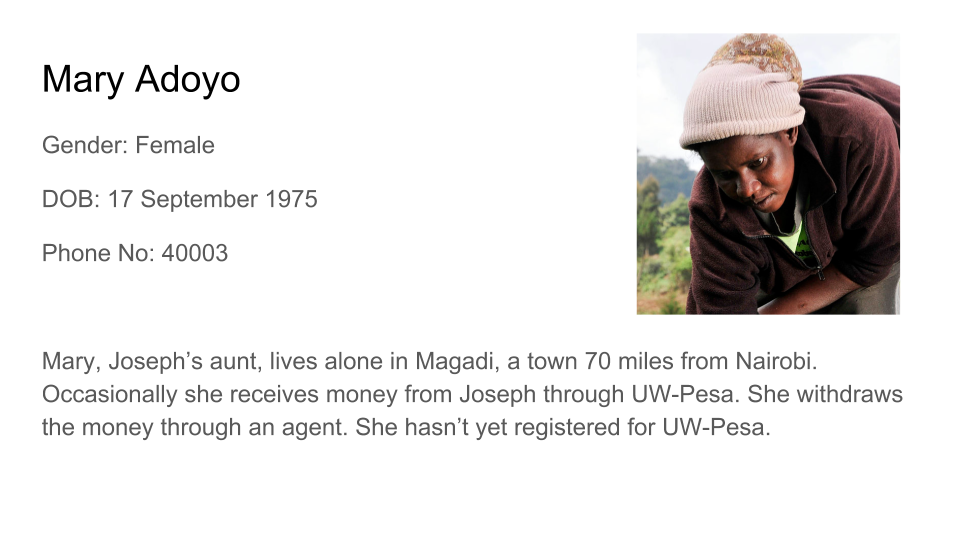 Mary Adoyo
Gender: Female
DOB: 17 September 1975
Phone No: 40003
Mary, Joseph’s aunt, lives alone in Magadi, a town 70 miles from Nairobi.
Occasionally she receives money from Joseph through UW-Pesa. She withdraws
the money through an agent. She hasn’t yet registered for UW-Pesa.